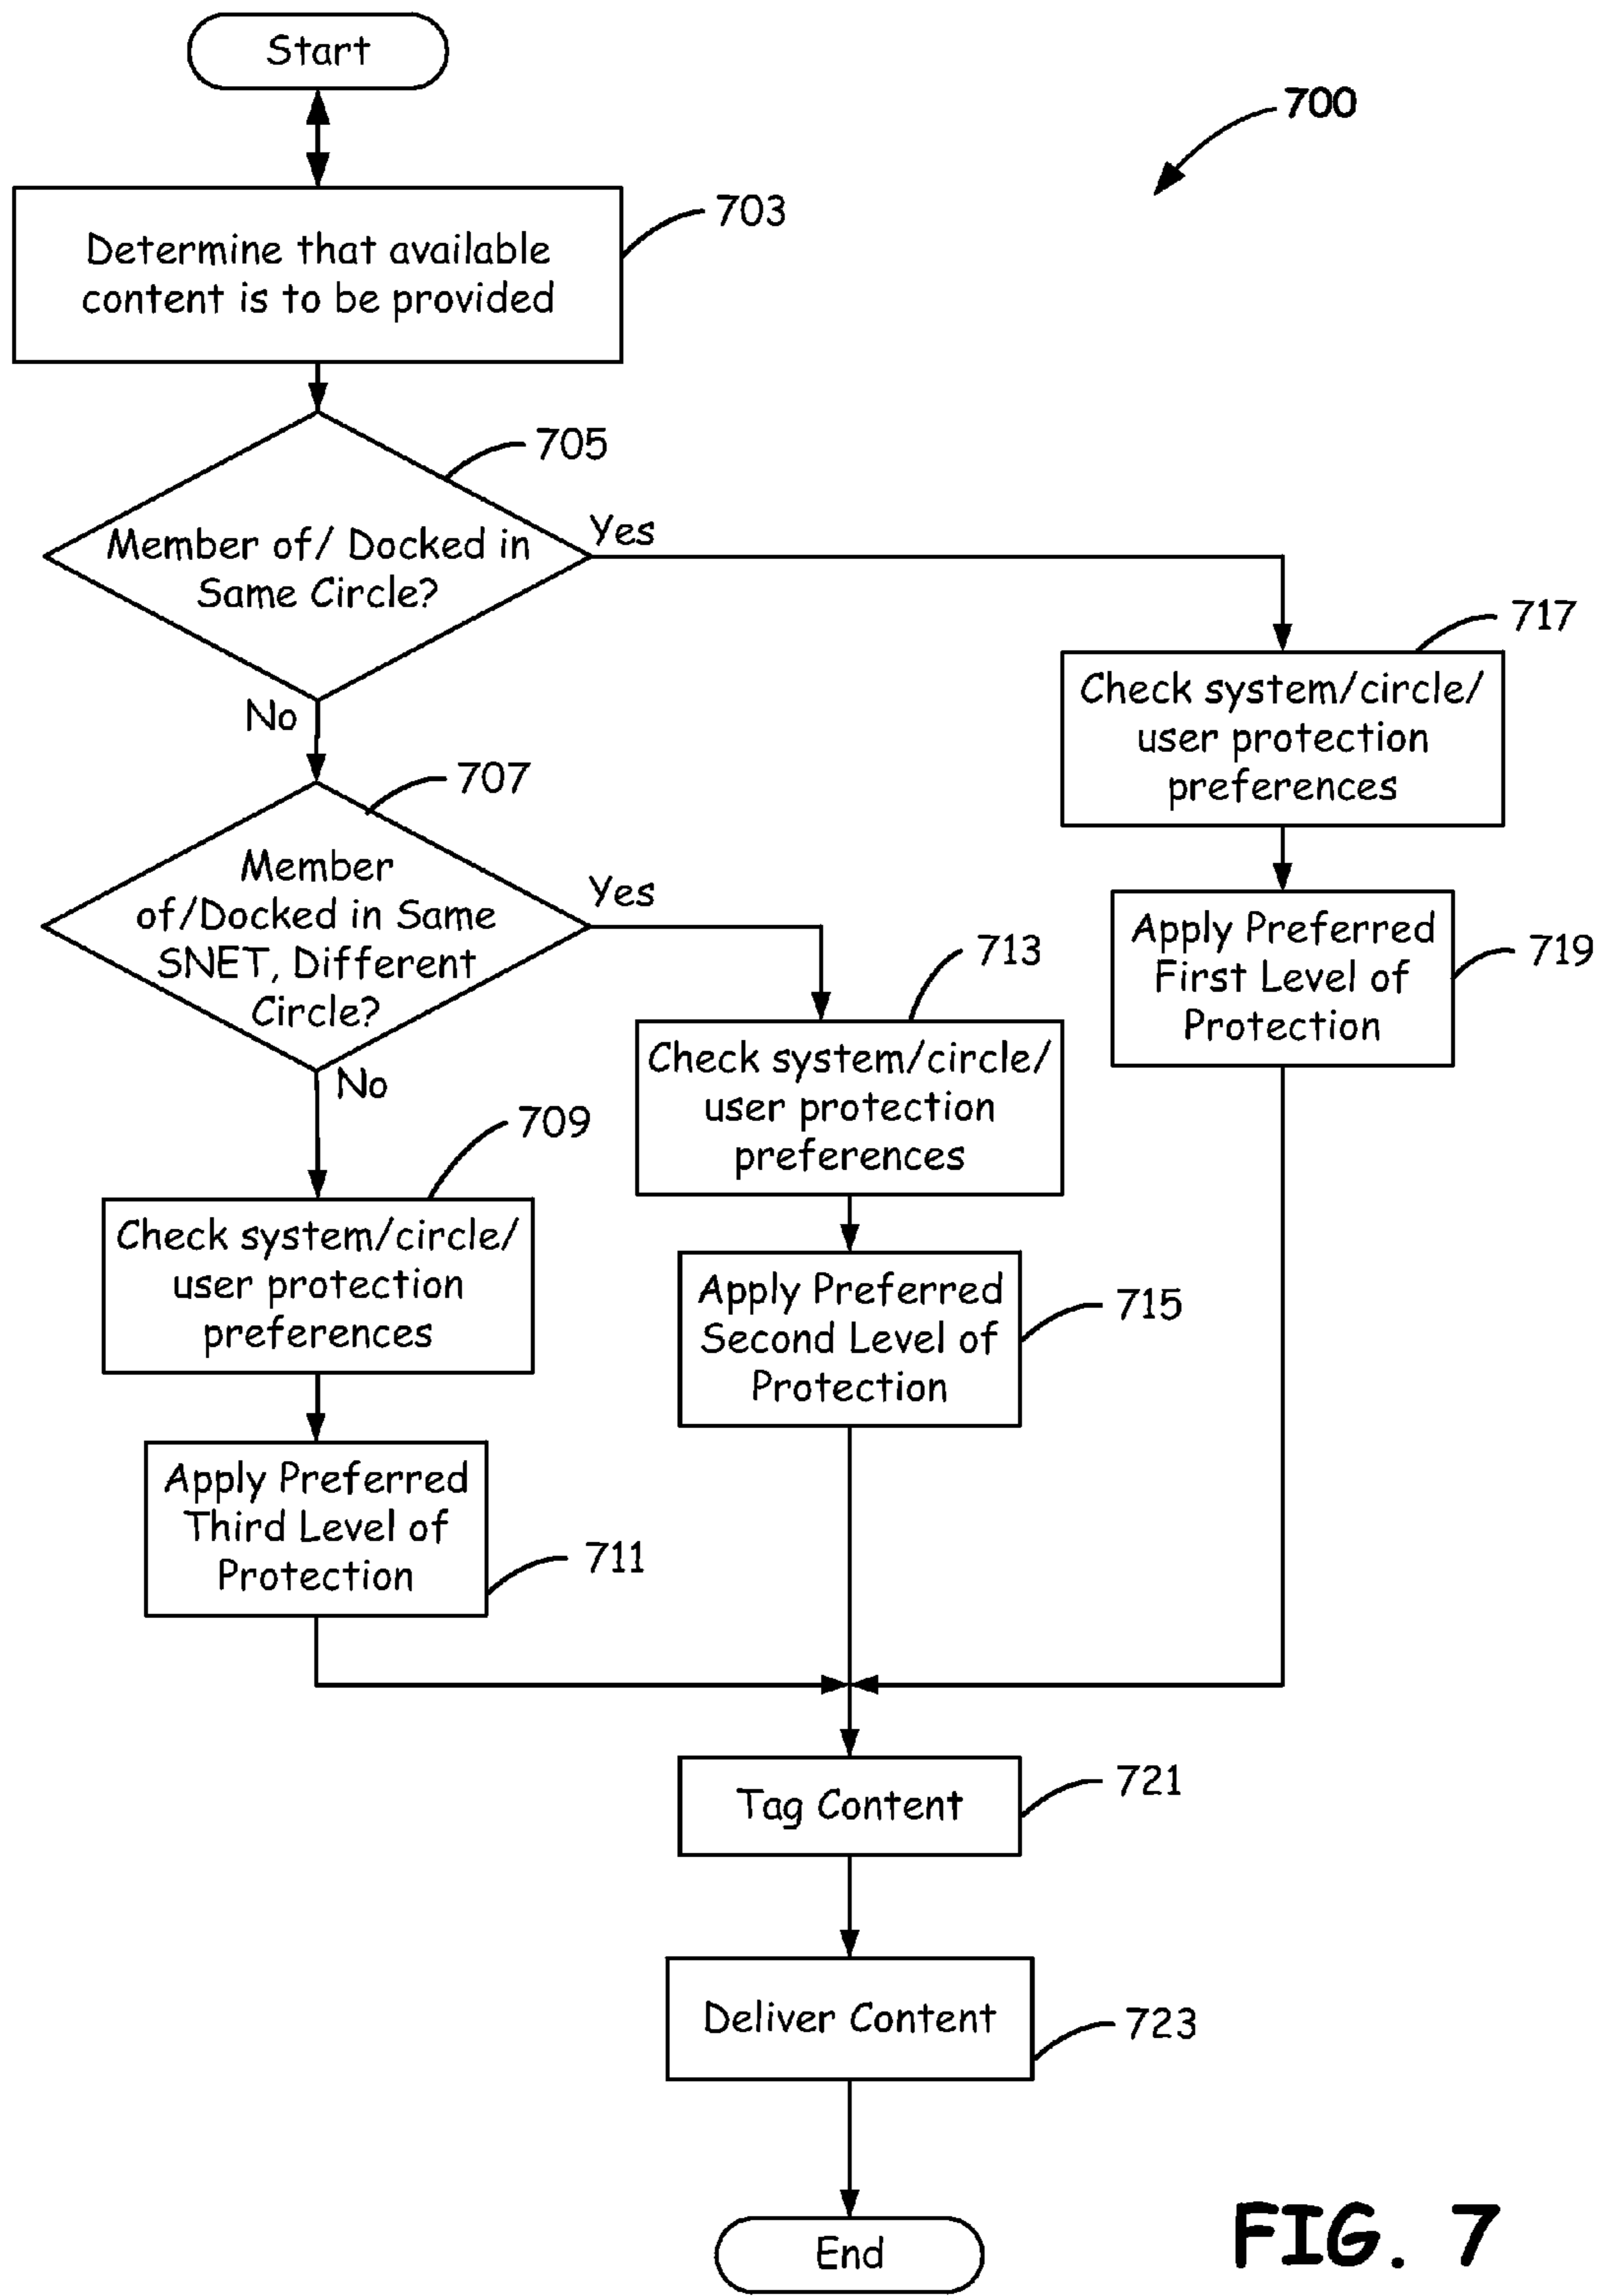 Start
700
703
Determine that available
content is to be provided
705
Member of/ Docked in
Same Circle?
Yes
No
717
Check system/circle/
user protection
preferences
707
Member
of/Docked in Same
SNET, Different
Circle?
Yes
No
719
Apply Preferred
First Level of
Protection
713
Check system/circle/
user protection
preferences
709
Check system/circle/
user protection
preferences
715
Apply Preferred
Second Level of
Protection
711
Apply Preferred
Third Level of
Protection
721
Tag Content
723
Deliver Content
End
FIG. 7